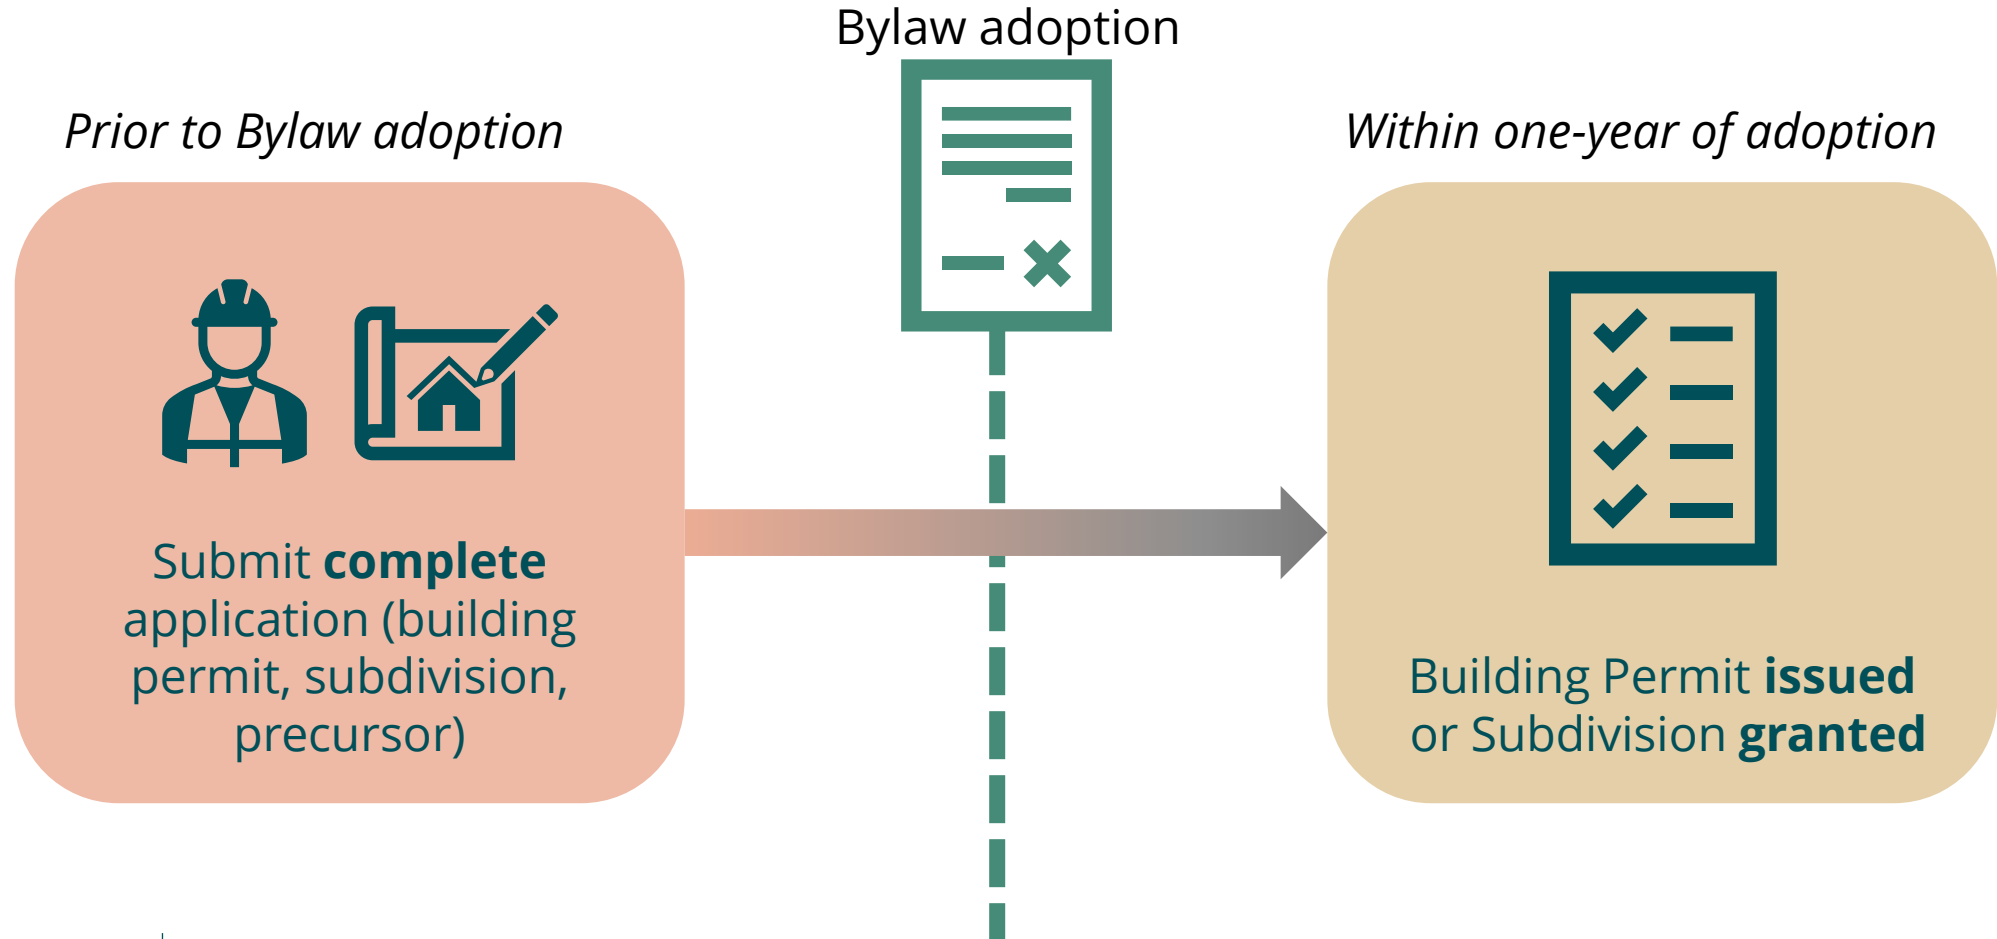 Bylaw adoption
Prior to Bylaw adoption
Within one-year of adoption
Submit complete
application (building
permit, subdivision,
precursor)
Building Permit issued
or Subdivision granted